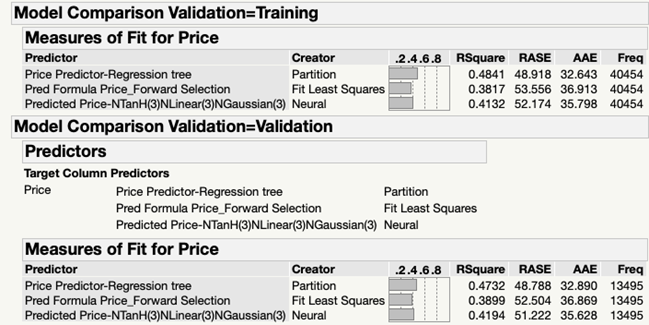 Model Comparison Validation=Training
Measures of Fit for Price
Predictor Creator .2.4.6.8 RSquare RASE AAE Freq
Price Predictor-Regression tree Partition 0.4841 48.918 32.643 40454
Pred Formula Price_Forward Selection Fit Least Squares 0.3817 53.556 36.913 40454
Predicted Price-NTanH(3)NLinear(3)NGaussian(3) Neural 0.4132 52.174 35.798 40454
Model Comparison Validation=Validation
Predictors
Target Column Predictors
Price Price Predictor-Regression tree Partition
Pred Formula Price_Forward Selection Fit Least Squares
Predicted Price-NTanH(3)NLinear(3)NGaussian(3) Neural
Measures of Fit for Price
Predictor Creator .2.4.6.8 RSquare RASE AAE Freq
Price Predictor-Regression tree Partition 0.4732 48.788 32.890 13495
Pred Formula Price_Forward Selection Fit Least Squares 0.3899 52.504 36.869 13495
Predicted Price-NTanH(3)NLinear(3)NGaussian(3) Neural 0.4194 51.222 35.628 13495